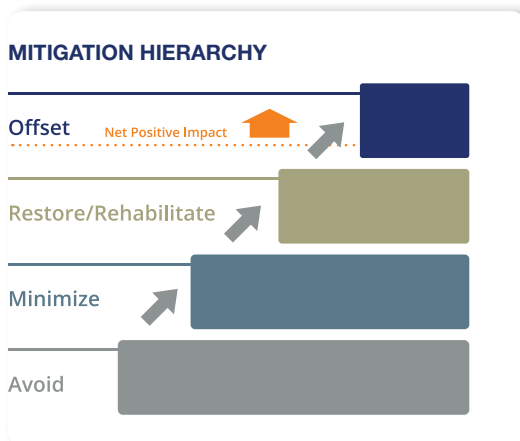 MITIGATION HIERARCHY
Offset
Net Positive Impact
Restore/Rehabilitate
Minimize
Avoid